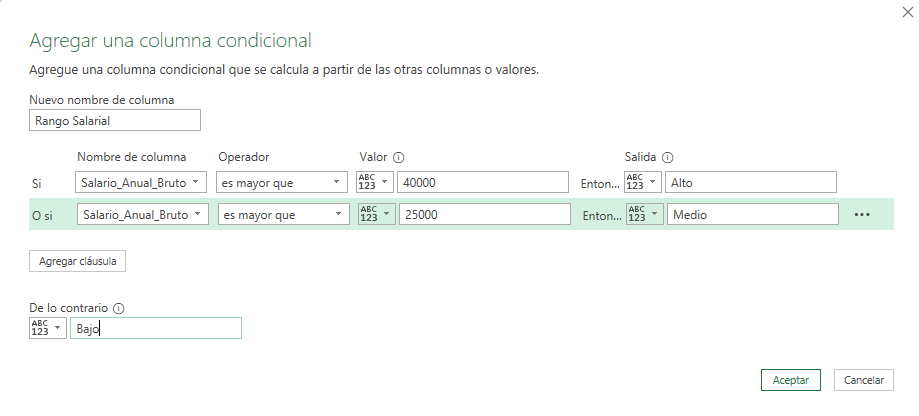 Agregar una columna condicional
Agregue una columna condicional que se calcula a partir de las otras columnas o valores.
Nuevo nombre de columna
Rango Salarial
Nombre de columna Operador Valor Salida
Si Salario_Anual_Bruto es mayor que ABC 123 40000 Enton... ABC 123 Alto
O si Salario_Anual_Bruto es mayor que ABC 123 25000 Enton... ABC 123 Medio ...
Agregar cláusula
De lo contrario
ABC 123 Bajo
Aceptar Cancelar